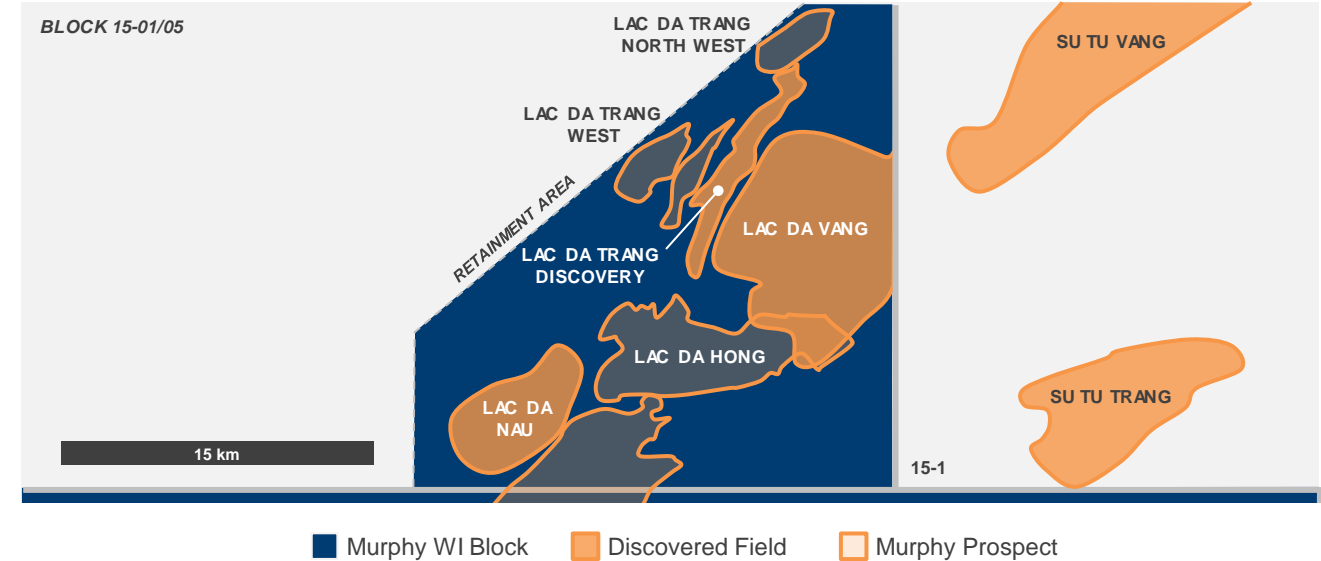 BLOCK 15-01/05
LAC DA TRANG
NORTH WEST
SU TU VANG
LAC DA TRANG
WEST
RETAINMENT AREA
LAC DA VANG
LAC DA TRANG
DISCOVERY
LAC DA HONG
SU TU TRANG
LAC DA
NAU
15 km
15-1
Murphy WI Block
Discovered Field
Murphy Prospect